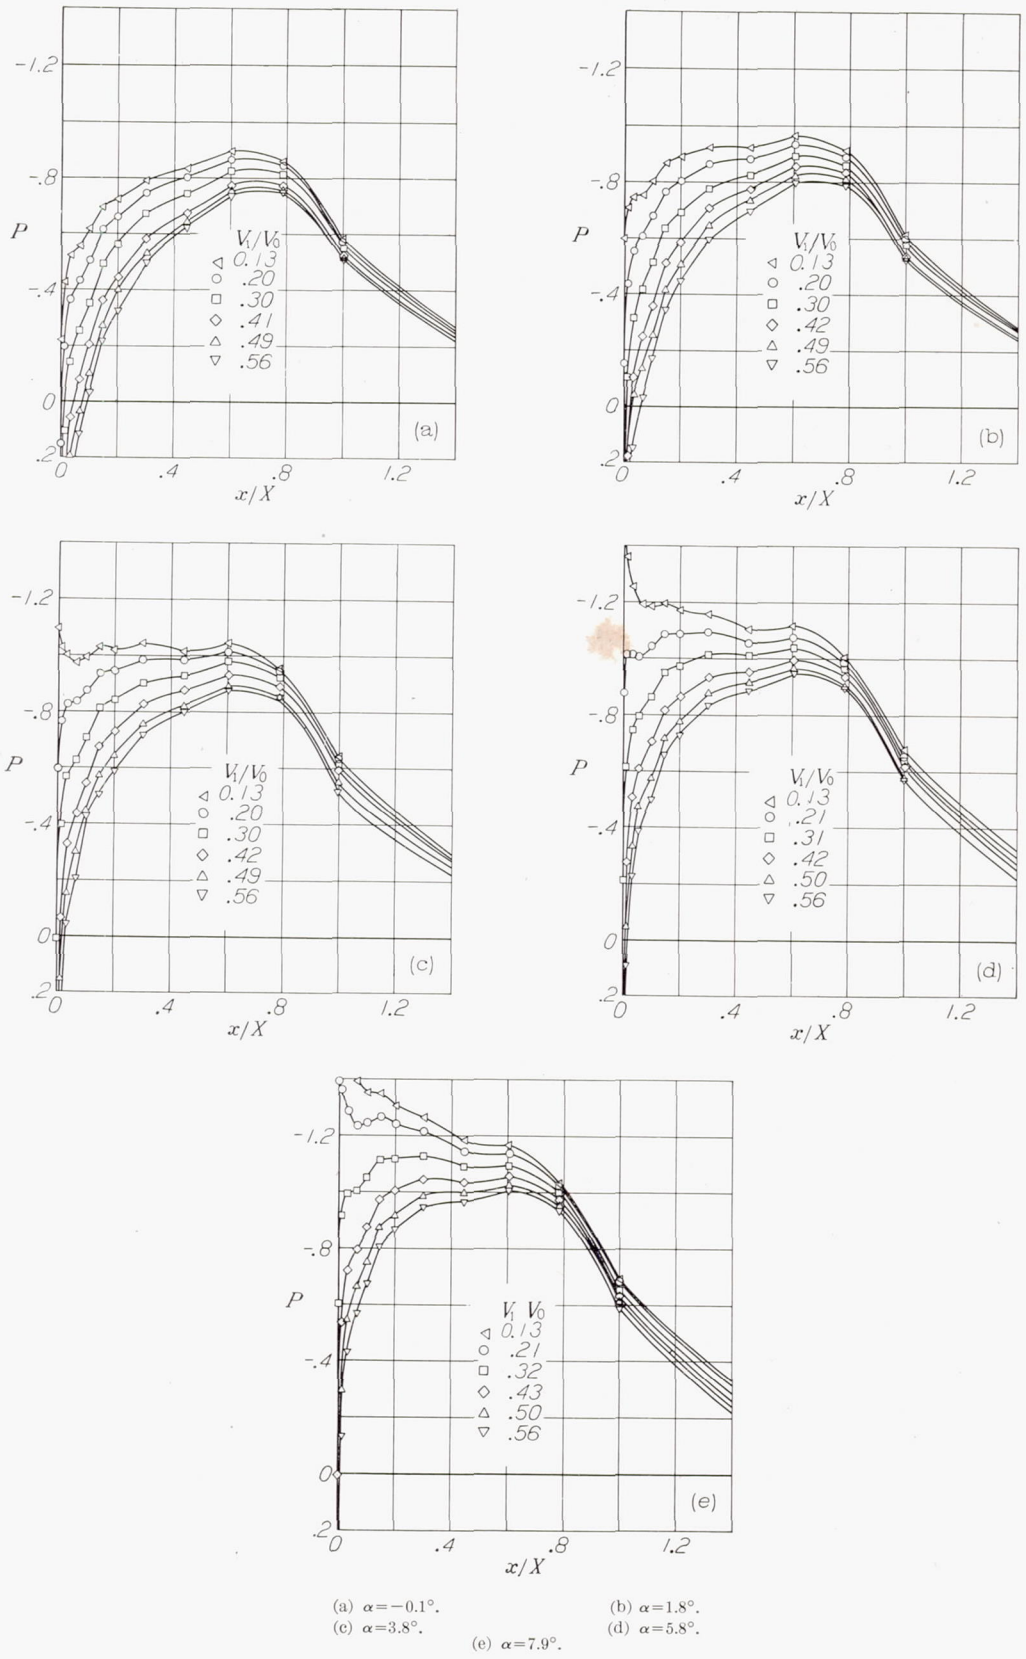 -1.2
-.8
P
-.4
0
.2
0 .4 .8 1.2
x/X
V₁/V₀
0.13
.20
.30
.41
.49
.56
(a)
-1.2
-.8
P
-.4
0
.2
0 .4 .8 1.2
x/X
V₁/V₀
0.13
.20
.30
.42
.49
.56
(b)
-1.2
-.8
P
-.4
0
.2
0 .4 .8 1.2
x/X
V₁/V₀
0.13
.20
.30
.42
.49
.56
(c)
-1.2
-.8
P
-.4
0
.2
0 .4 .8 1.2
x/X
V₁/V₀
0.13
.21
.31
.42
.50
.56
(d)
-1.2
-.8
P
-.4
0
.2
0 .4 .8 1.2
x/X
V₁ V₀
0.13
.21
.32
.43
.50
.56
(e)
(a) α=−0.1°. (b) α=1.8°.
(c) α=3.8°. (d) α=5.8°.
(e) α=7.9°.